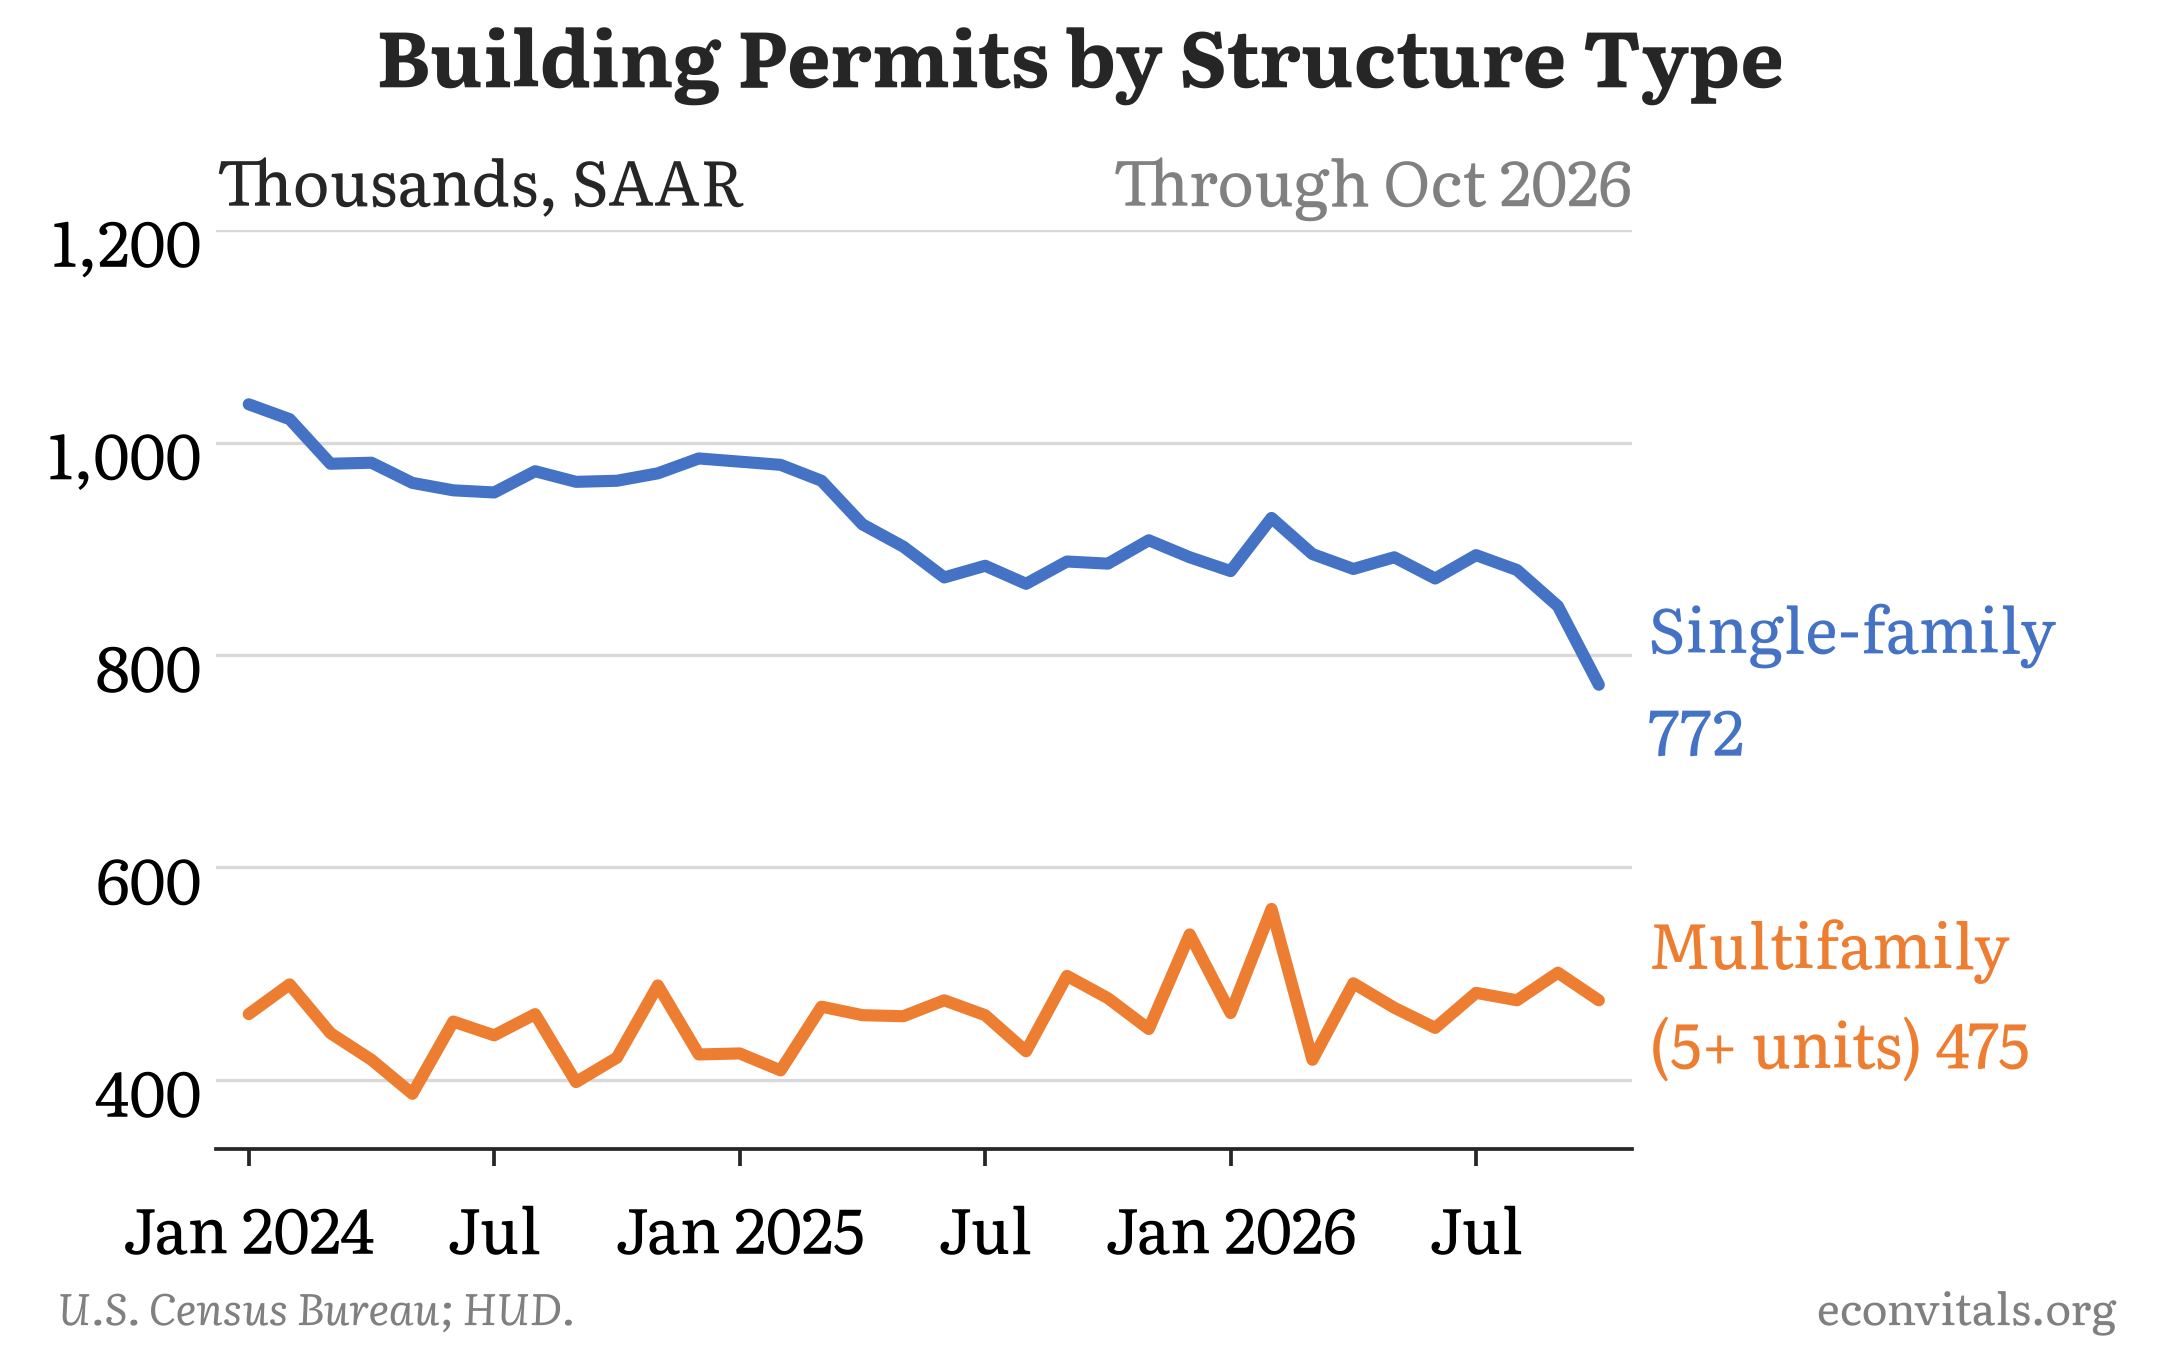 Building Permits by Structure Type
Thousands, SAAR
Through Oct 2026
1,200
1,000
800
600
400
Single-family
772
Multifamily
(5+ units) 475
Jan 2024
Jul
Jan 2025
Jul
Jan 2026
Jul
U.S. Census Bureau; HUD.
econvitals.org